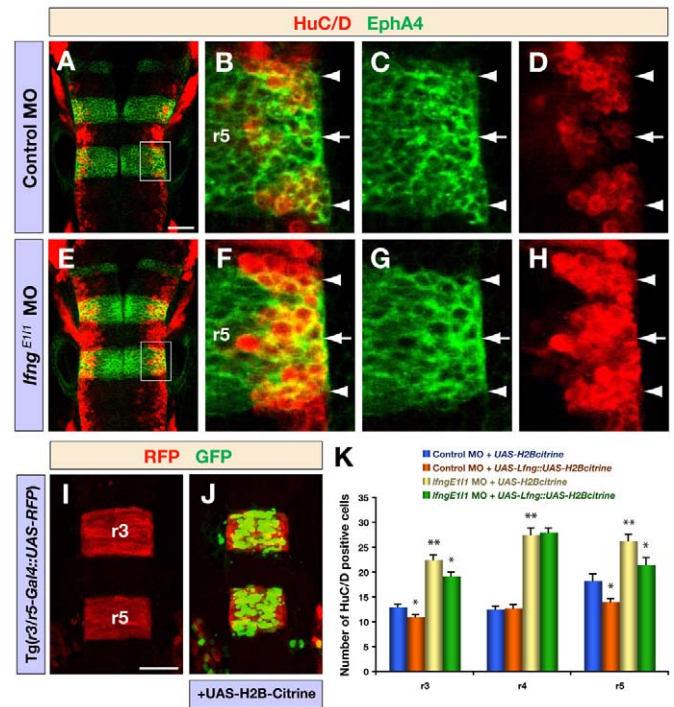 HuC/D EphA4
Control MO
A
B
r5
C
D
lfng E1I1 MO
E
F
r5
G
H
RFP GFP
Tg(r3/r5-Gal4::UAS-RFP)
I
r3
r5
J
+UAS-H2B-Citrine
K
Control MO + UAS-H2Bcitrine
Control MO + UAS-Lfng::UAS-H2Bcitrine
lfngE1I1 MO + UAS-H2Bcitrine
lfngE1I1 MO + UAS-Lfng::UAS-H2Bcitrine
Number of HuC/D positive cells
35
30
25
20
15
10
5
0
* ** * ** * ** *
r3 r4 r5